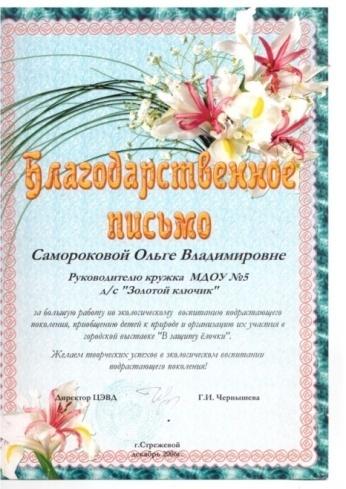 Благодарственное
письмо
Самороковой Ольге Владимировне
Руководителю кружка МДОУ №5
д/с "Золотой ключик"
за большую работу по экологическому воспитанию подрастающего
поколения, приобщению детей к природе и организацию их участия в
городской выставке "В защиту ёлочки".
Желаем творческих успехов в экологическом воспитании
подрастающего поколения!
Директор ЦЭВД Г.И. Чернышева
г.Стрежевой
декабрь 2006г.